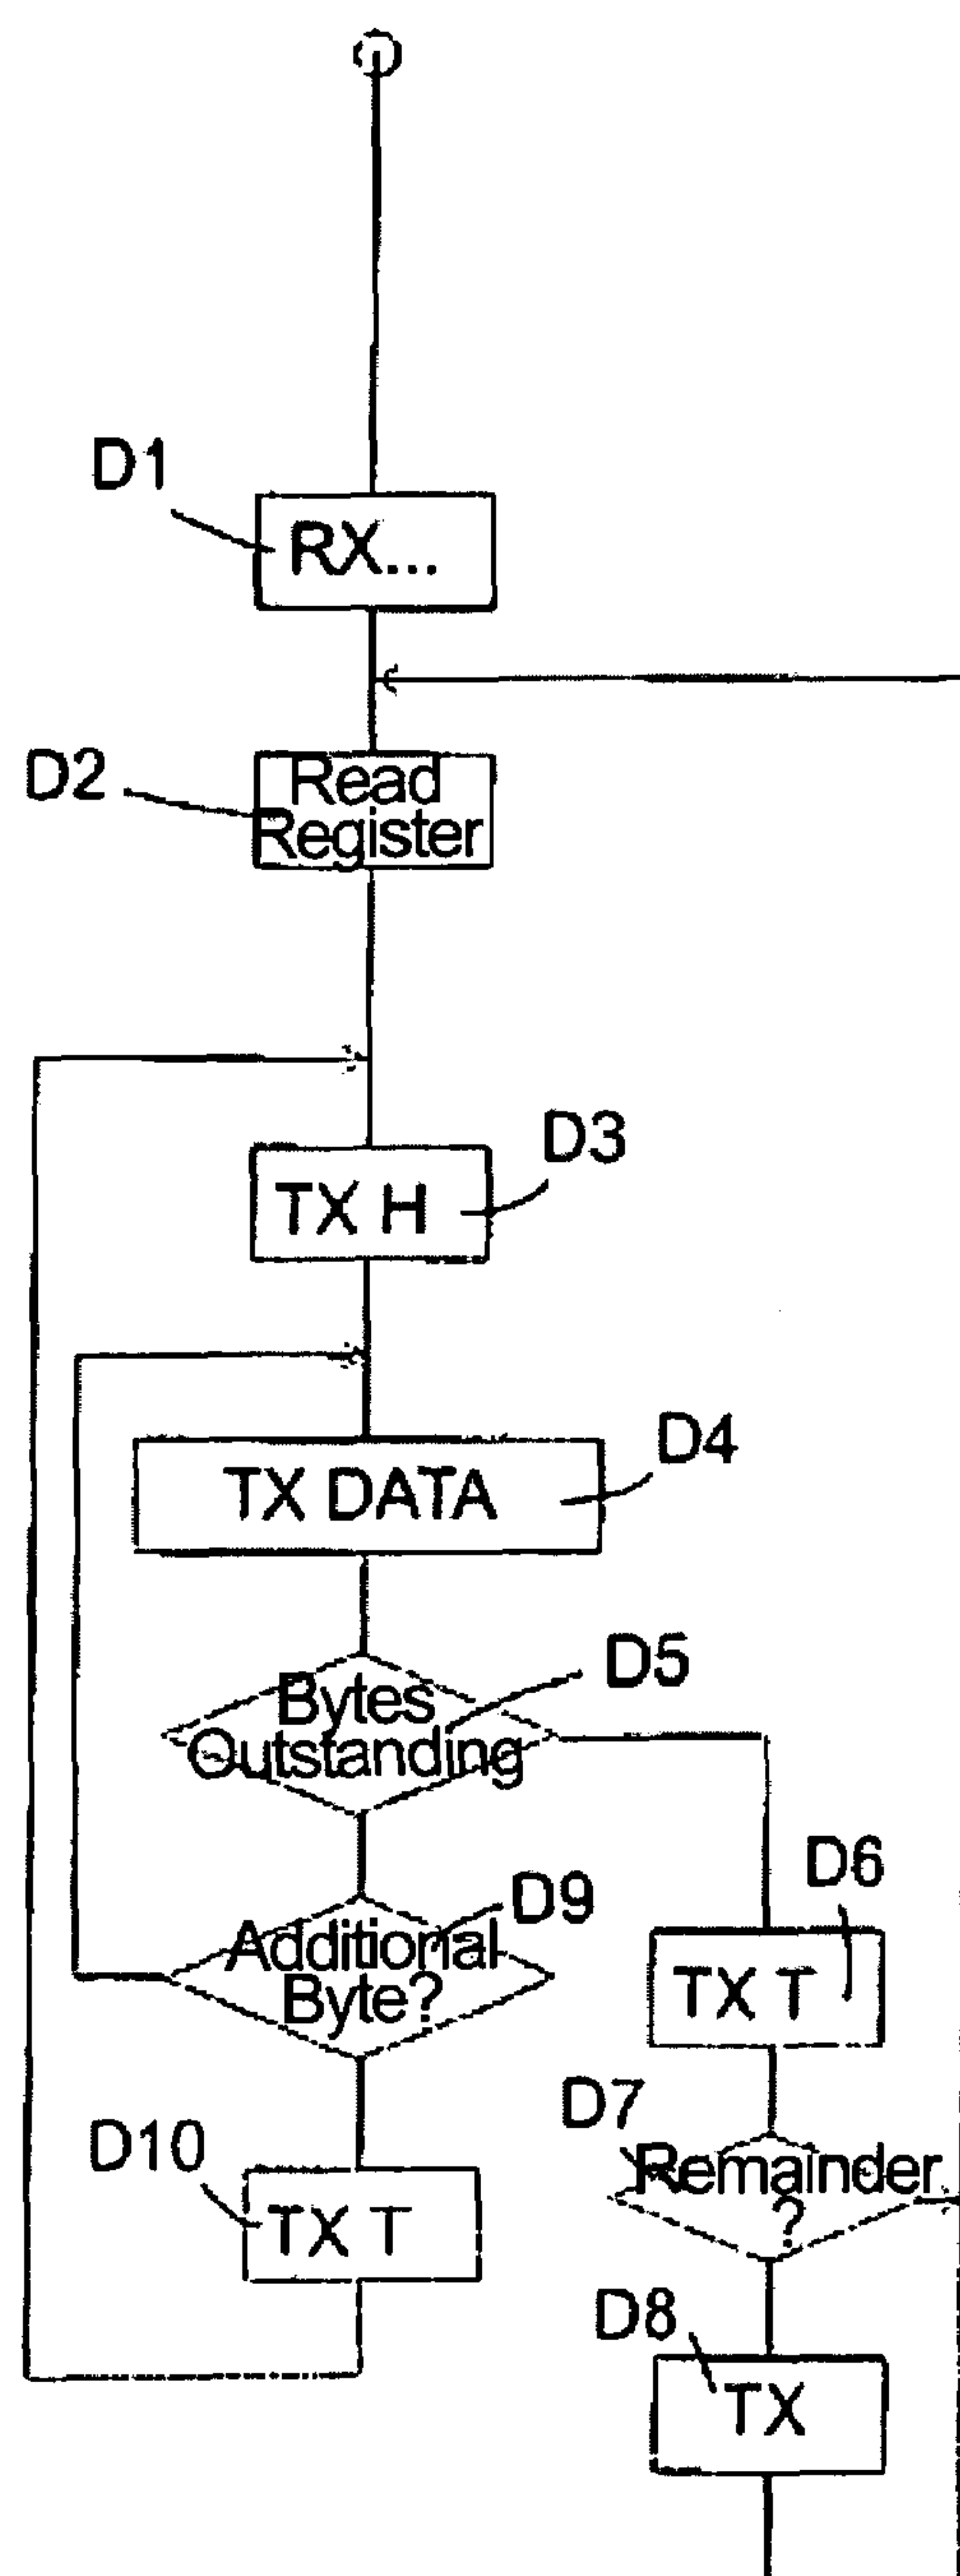 D1
RX...
D2
Read
Register
D3
TX H
D4
TX DATA
D5
Bytes
Outstanding
D6
TX T
D9
Additional
Byte?
D7
Remainder
?
D10
TX T
D8
TX